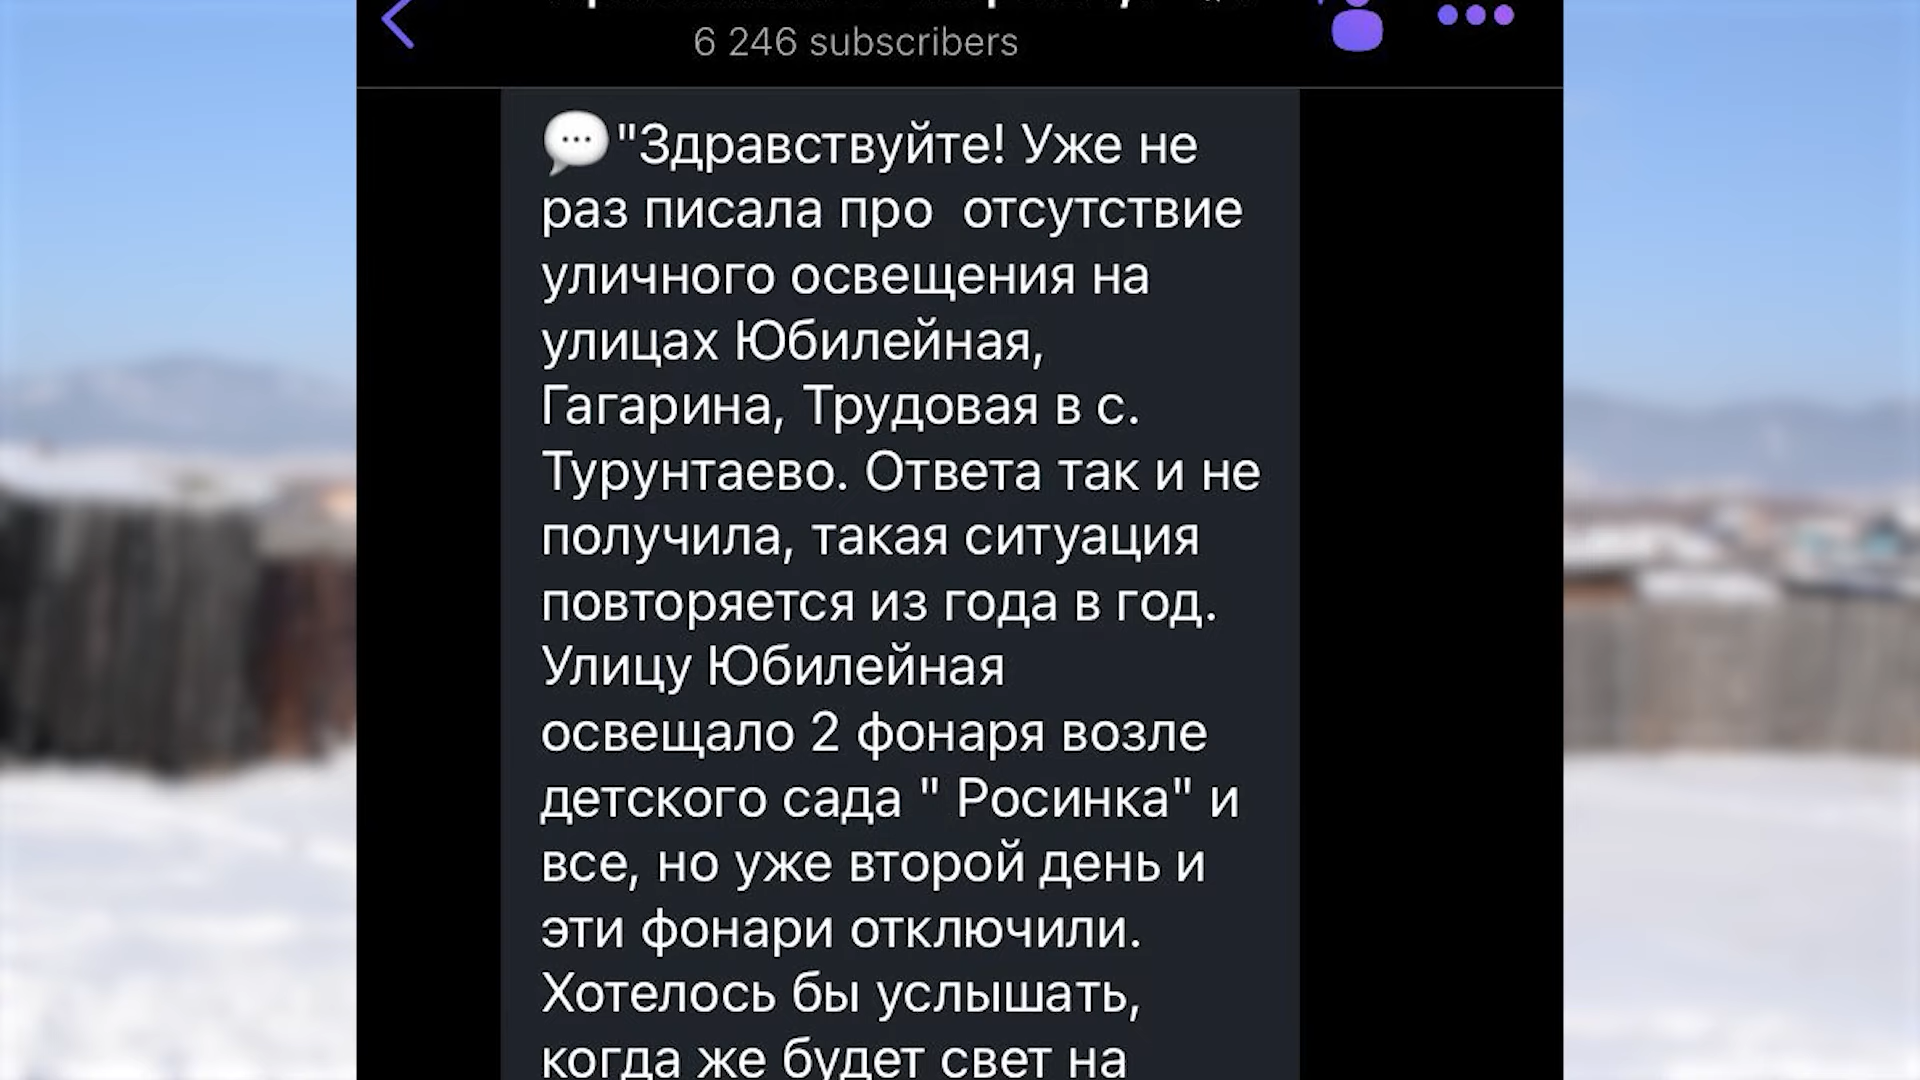 6 246 subscribers
"Здравствуйте! Уже не
раз писала про отсутствие
уличного освещения на
улицах Юбилейная,
Гагарина, Трудовая в с.
Турунтаево. Ответа так и не
получила, такая ситуация
повторяется из года в год.
Улицу Юбилейная
освещало 2 фонаря возле
детского сада " Росинка" и
все, но уже второй день и
эти фонари отключили.
Хотелось бы услышать,
когда же будет свет на